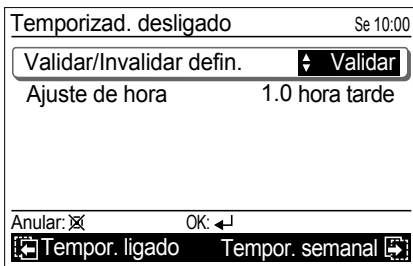 Temporizad. desligado Se 10:00
Validar/Invalidar defin. Validar
Ajuste de hora 1.0 hora tarde
Anular: OK:
Tempor. ligado Tempor. semanal